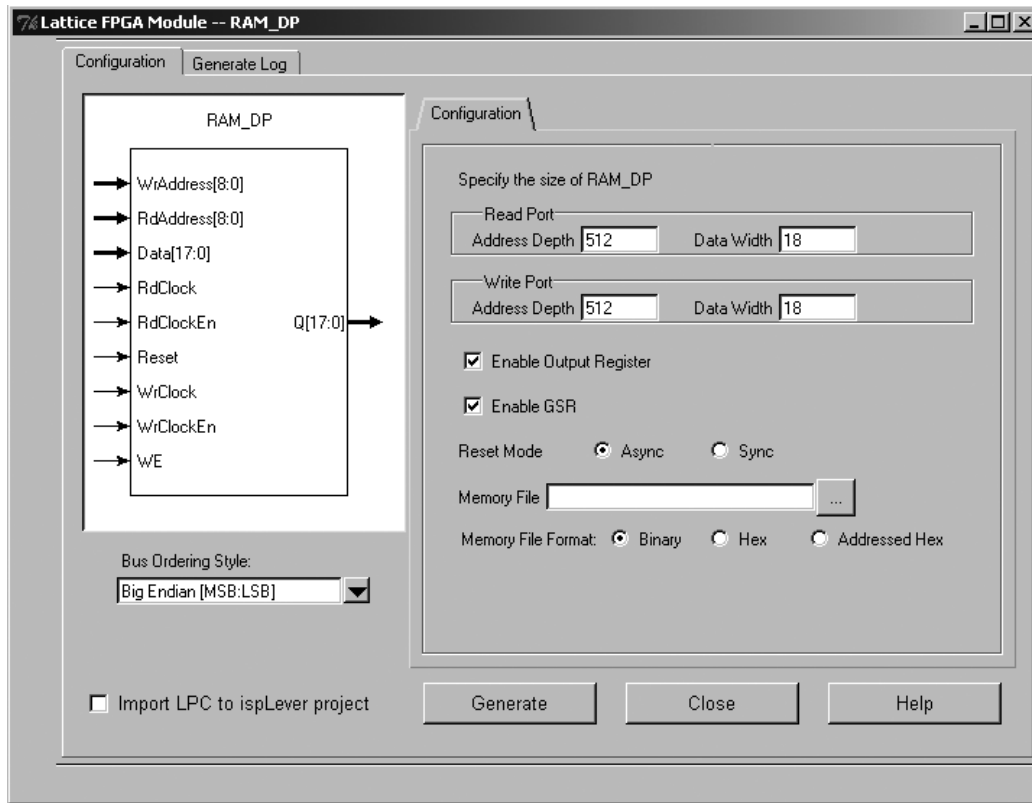 Lattice FPGA Module -- RAM_DP
Configuration
Generate Log
RAM_DP
WrAddress[8:0]
RdAddress[8:0]
Data[17:0]
RdClock
RdClockEn
Q[17:0]
Reset
WrClock
WrClockEn
WE
Bus Ordering Style:
Big Endian [MSB:LSB]
Configuration
Specify the size of RAM_DP
Read Port
Address Depth 512 Data Width 18
Write Port
Address Depth 512 Data Width 18
Enable Output Register
Enable GSR
Reset Mode Async Sync
Memory File ...
Memory File Format: Binary Hex Addressed Hex
Import LPC to ispLever project
Generate Close Help